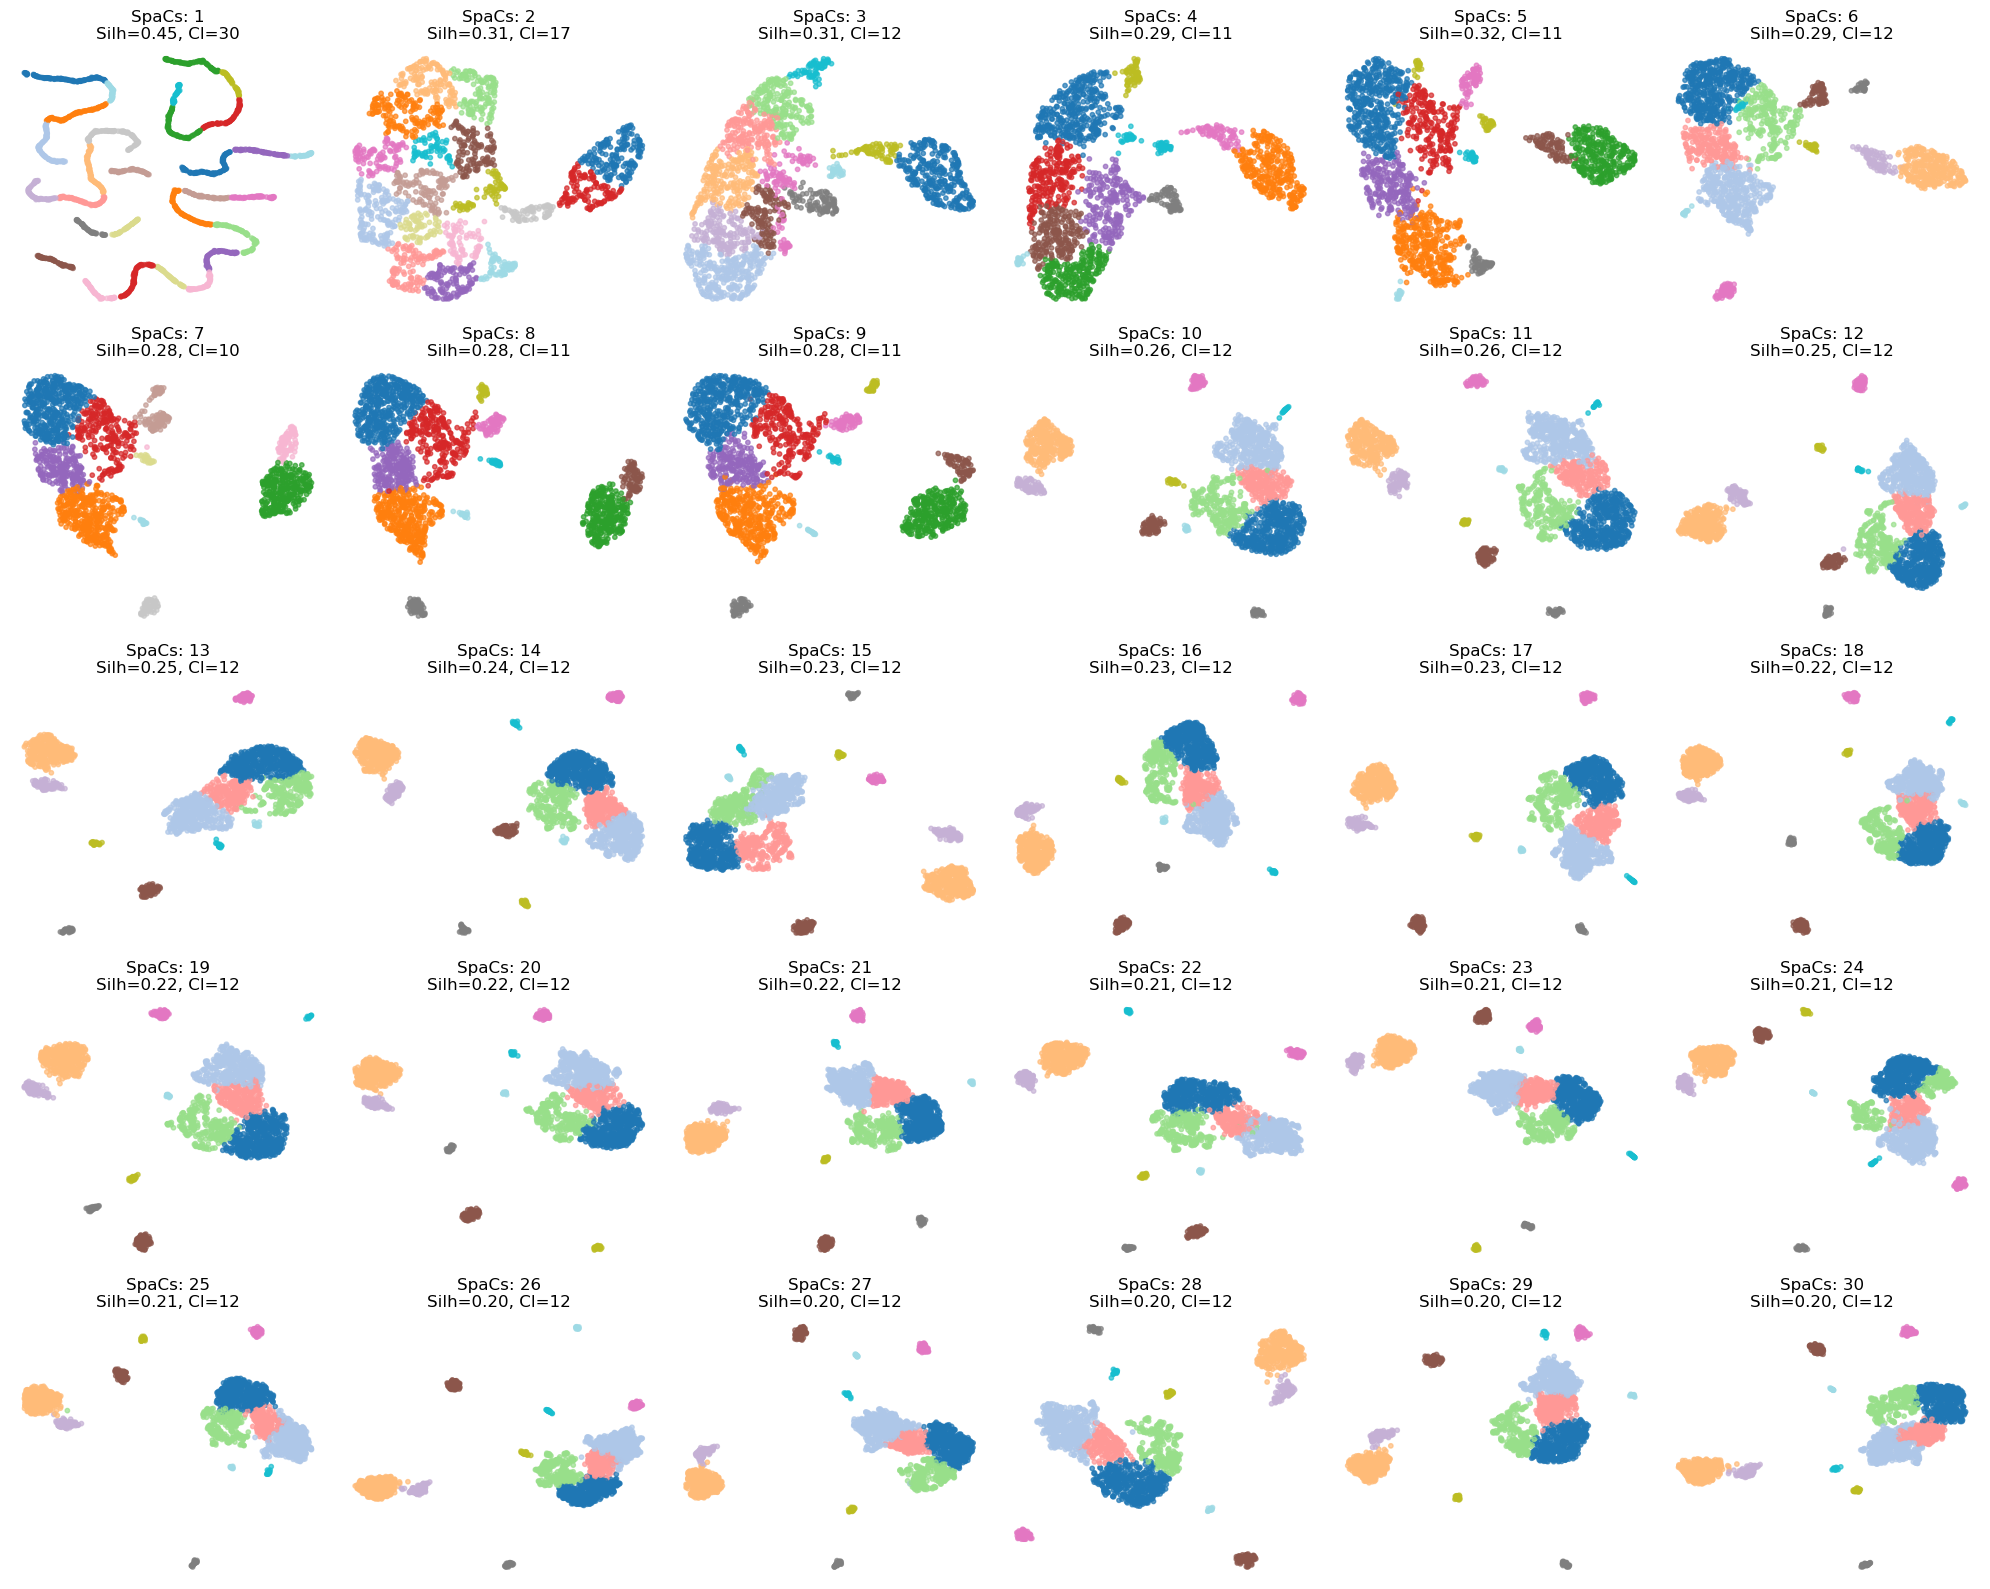 SpaCs: 1
Silh=0.45, Cl=30
SpaCs: 2
Silh=0.31, Cl=17
SpaCs: 3
Silh=0.31, Cl=12
SpaCs: 4
Silh=0.29, Cl=11
SpaCs: 5
Silh=0.32, Cl=11
SpaCs: 6
Silh=0.29, Cl=12
SpaCs: 7
Silh=0.28, Cl=10
SpaCs: 8
Silh=0.28, Cl=11
SpaCs: 9
Silh=0.28, Cl=11
SpaCs: 10
Silh=0.26, Cl=12
SpaCs: 11
Silh=0.26, Cl=12
SpaCs: 12
Silh=0.25, Cl=12
SpaCs: 13
Silh=0.25, Cl=12
SpaCs: 14
Silh=0.24, Cl=12
SpaCs: 15
Silh=0.23, Cl=12
SpaCs: 16
Silh=0.23, Cl=12
SpaCs: 17
Silh=0.23, Cl=12
SpaCs: 18
Silh=0.22, Cl=12
SpaCs: 19
Silh=0.22, Cl=12
SpaCs: 20
Silh=0.22, Cl=12
SpaCs: 21
Silh=0.22, Cl=12
SpaCs: 22
Silh=0.21, Cl=12
SpaCs: 23
Silh=0.21, Cl=12
SpaCs: 24
Silh=0.21, Cl=12
SpaCs: 25
Silh=0.21, Cl=12
SpaCs: 26
Silh=0.20, Cl=12
SpaCs: 27
Silh=0.20, Cl=12
SpaCs: 28
Silh=0.20, Cl=12
SpaCs: 29
Silh=0.20, Cl=12
SpaCs: 30
Silh=0.20, Cl=12